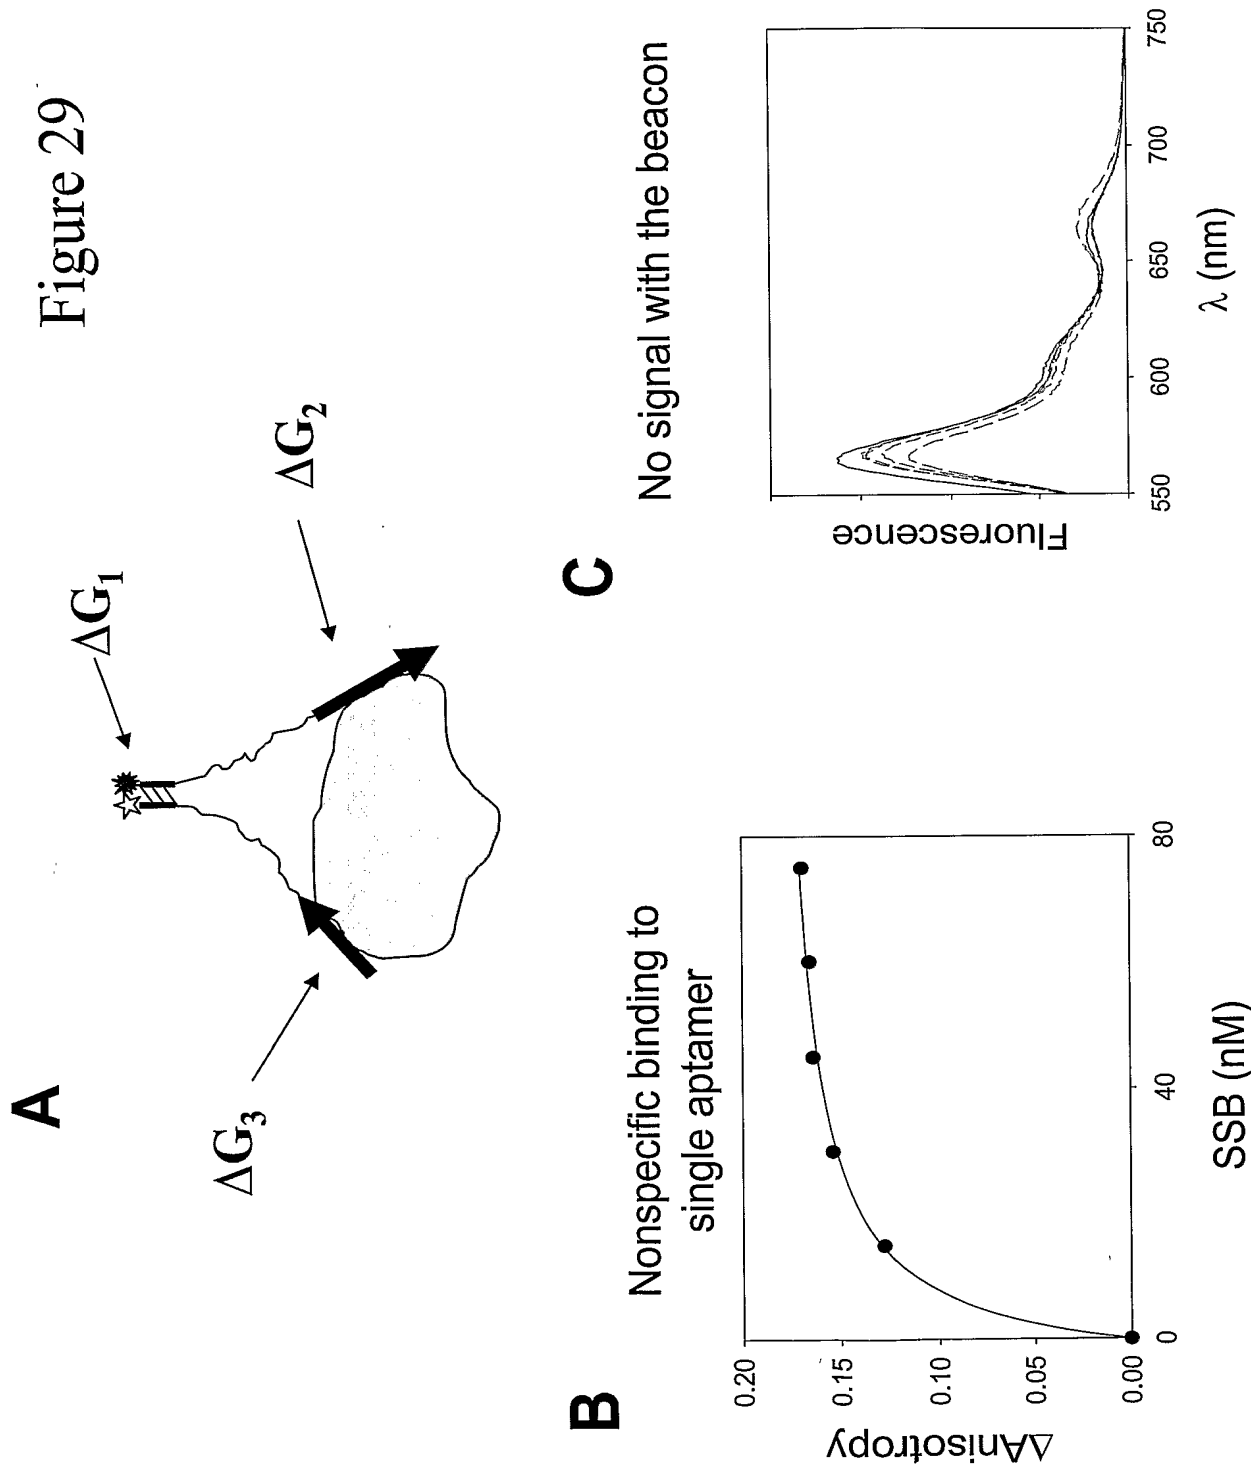 Figure 29
A
ΔG1
ΔG2
ΔG3
B
Nonspecific binding to
single aptamer
ΔAnisotropy
0.20
0.15
0.10
0.05
0.00
0
40
80
SSB (nM)
C
No signal with the beacon
Fluorescence
550
600
650
700
750
λ (nm)